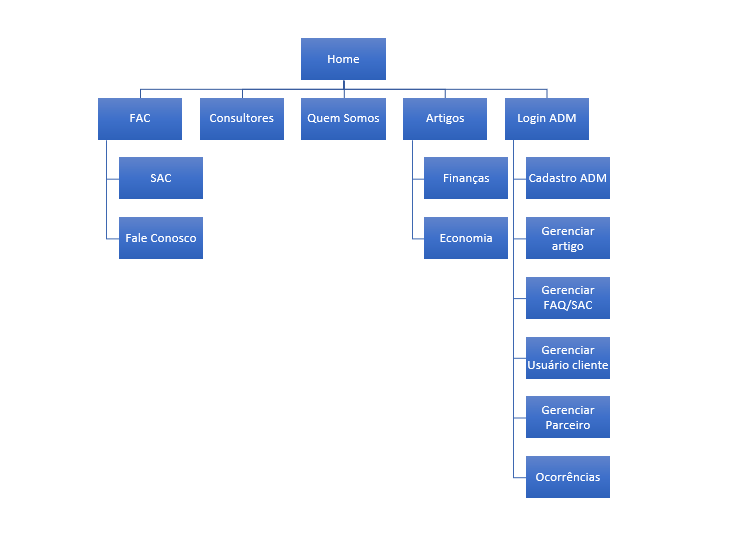 Home
FAC
Consultores
Quem Somos
Artigos
Login ADM
SAC
Finanças
Cadastro ADM
Fale Conosco
Economia
Gerenciar
artigo
Gerenciar
FAQ/SAC
Gerenciar
Usuário cliente
Gerenciar
Parceiro
Ocorrências